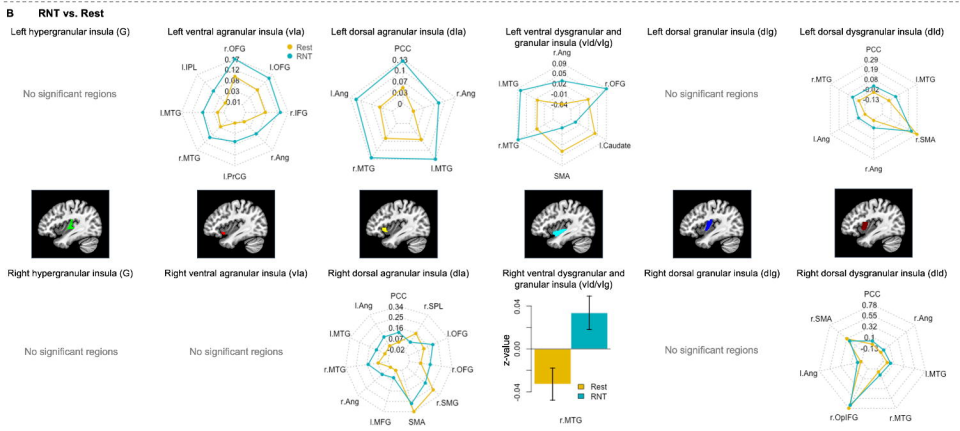 B RNT vs. Rest
Left hypergranular insula (G)
No significant regions
Left ventral agranular insula (vIa)
Rest
RNT
r.OFG
l.OFG
r.IFG
r.Ang
l.PrCG
r.MTG
l.MTG
l.IPL
0.17
0.12
0.08
0.03
0.01
Left dorsal agranular insula (dIa)
PCC
r.Ang
l.MTG
r.MTG
l.Ang
0.13
0.1
0.07
0.03
0
Left ventral dysgranular and
granular insula (vId/vIg)
r.Ang
r.OFG
l.Caudate
SMA
r.MTG
l.MTG
0.09
0.05
0.02
-0.01
-0.04
Left dorsal granular insula (dIg)
No significant regions
Left dorsal dysgranular insula (dId)
PCC
l.MTG
r.SMA
r.Ang
l.Ang
r.MTG
0.29
0.19
0.08
-0.02
-0.13
Right hypergranular insula (G)
No significant regions
Right ventral agranular insula (vIa)
No significant regions
Right dorsal agranular insula (dIa)
PCC
r.SPL
l.OFG
r.OFG
r.SMG
SMA
l.MFG
r.Ang
r.MTG
l.MTG
l.Ang
0.34
0.25
0.16
0.07
-0.02
Right ventral dysgranular and
granular insula (vId/vIg)
z-value
0.04
0.00
-0.04
Rest
RNT
r.MTG
Right dorsal granular insula (dIg)
No significant regions
Right dorsal dysgranular insula (dId)
PCC
r.Ang
l.MTG
r.MTG
r.OpIFG
l.Ang
r.SMA
0.78
0.55
0.32
0.1
-0.13